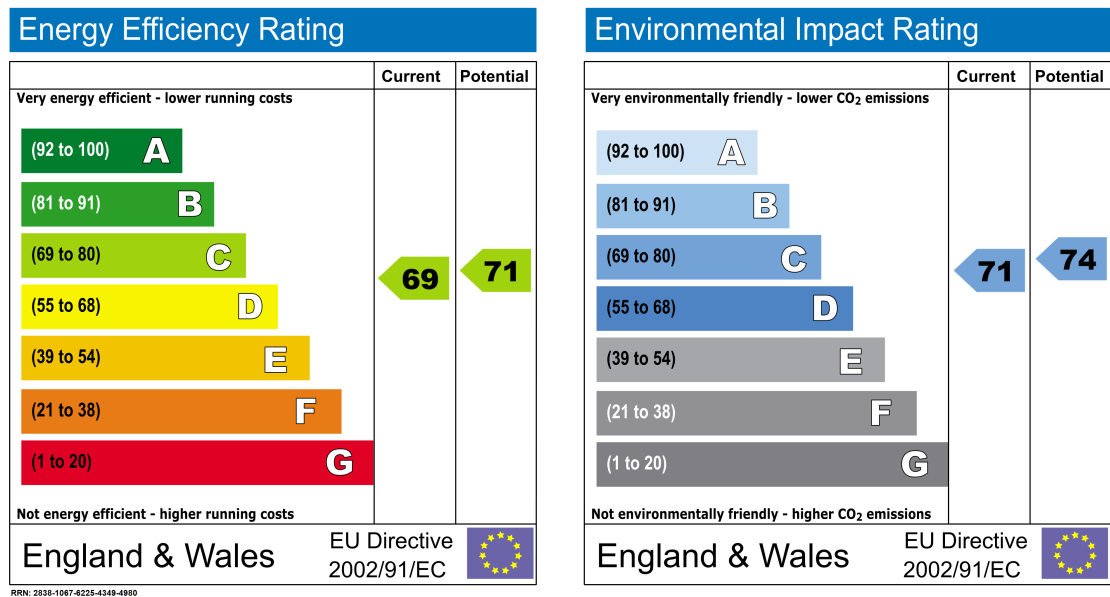 Energy Efficiency Rating
Current Potential
Very energy efficient - lower running costs
(92 to 100) A
(81 to 91) B
(69 to 80) C
(55 to 68) D
(39 to 54) E
(21 to 38) F
(1 to 20) G
69
71
Not energy efficient - higher running costs
England & Wales
EU Directive
2002/91/EC
RRN: 2838-1067-6225-4349-4980
Environmental Impact Rating
Current Potential
Very environmentally friendly - lower CO₂ emissions
(92 to 100) A
(81 to 91) B
(69 to 80) C
(55 to 68) D
(39 to 54) E
(21 to 38) F
(1 to 20) G
71
74
Not environmentally friendly - higher CO₂ emissions
England & Wales
EU Directive
2002/91/EC